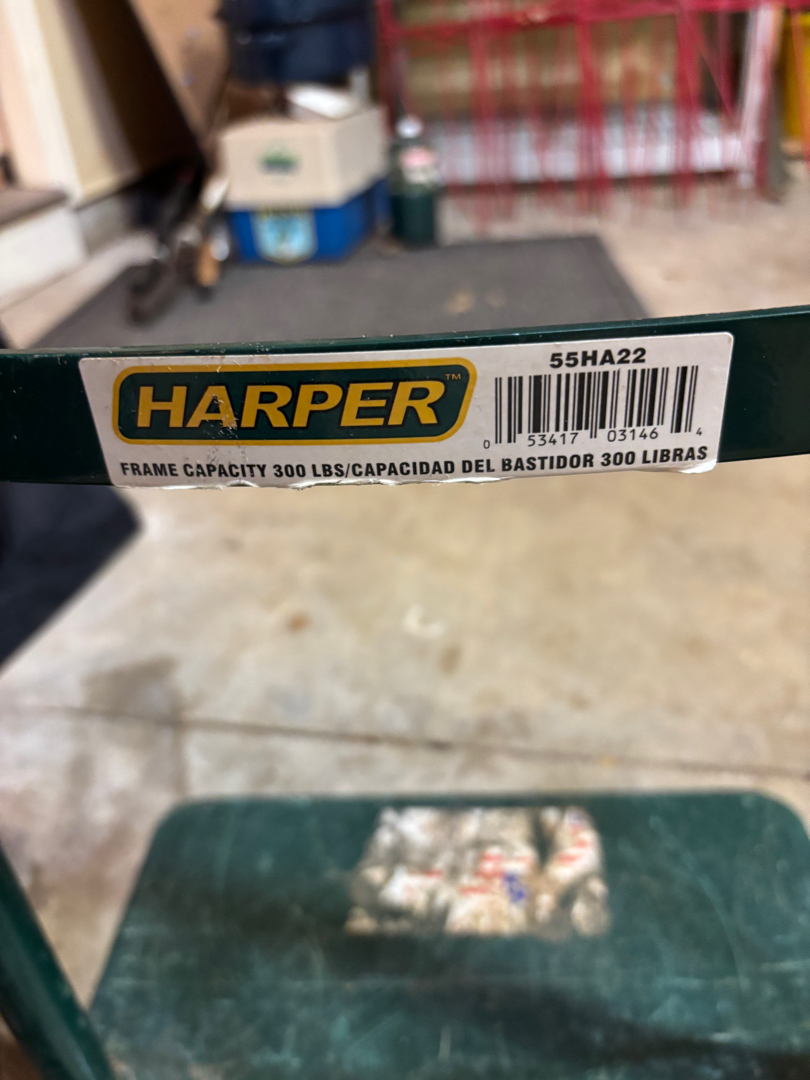 HARPER™
55HA22
0 53417 03146 4
FRAME CAPACITY 300 LBS/CAPACIDAD DEL BASTIDOR 300 LIBRAS